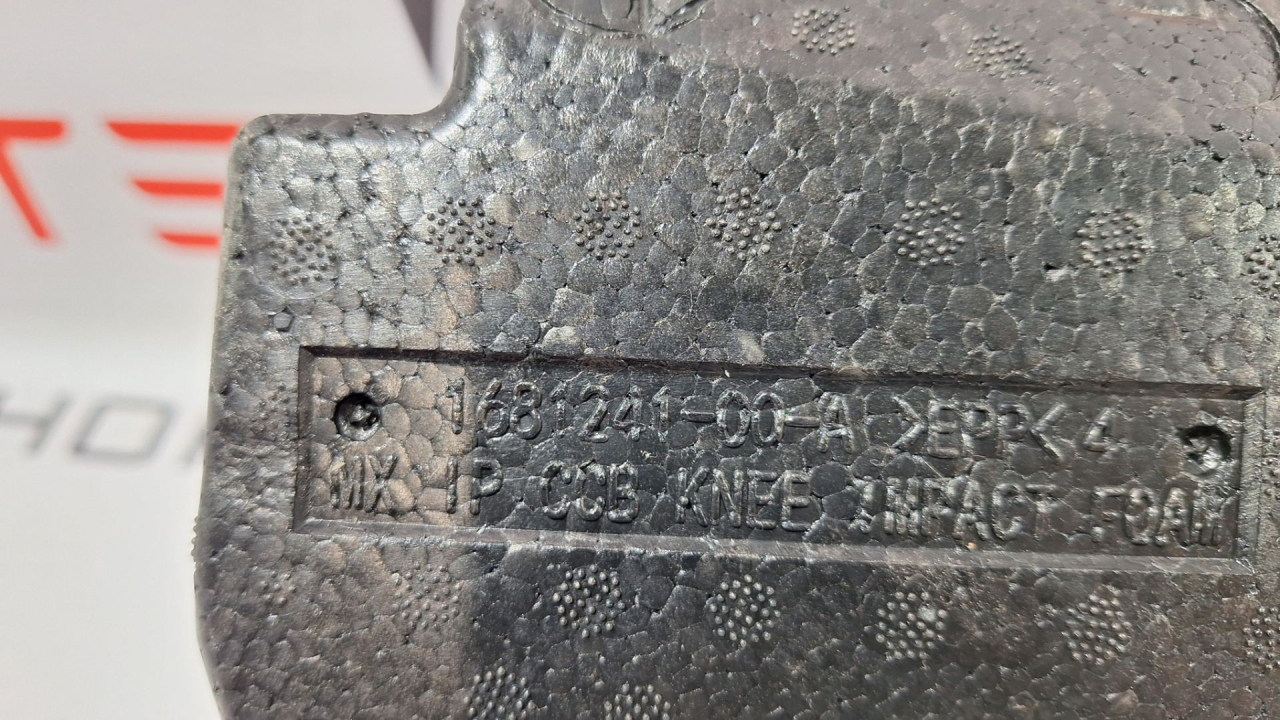 1681241-00-A >EPP< 4
MX IP CCB KNEE IMPACT FOAM